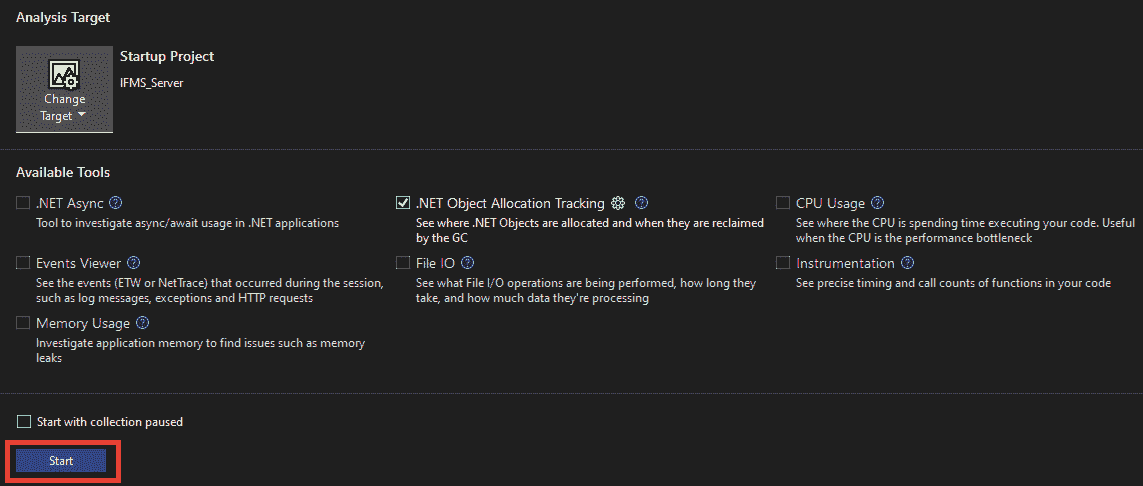 Analysis Target
Startup Project
IFMS_Server
Change
Target
Available Tools
.NET Async
Tool to investigate async/await usage in .NET applications
.NET Object Allocation Tracking
See where .NET Objects are allocated and when they are reclaimed
by the GC
CPU Usage
See where the CPU is spending time executing your code. Useful
when the CPU is the performance bottleneck
Events Viewer
See the events (ETW or NetTrace) that occurred during the session,
such as log messages, exceptions and HTTP requests
File IO
See what File I/O operations are being performed, how long they
take, and how much data they're processing
Instrumentation
See precise timing and call counts of functions in your code
Memory Usage
Investigate application memory to find issues such as memory
leaks
Start with collection paused
Start